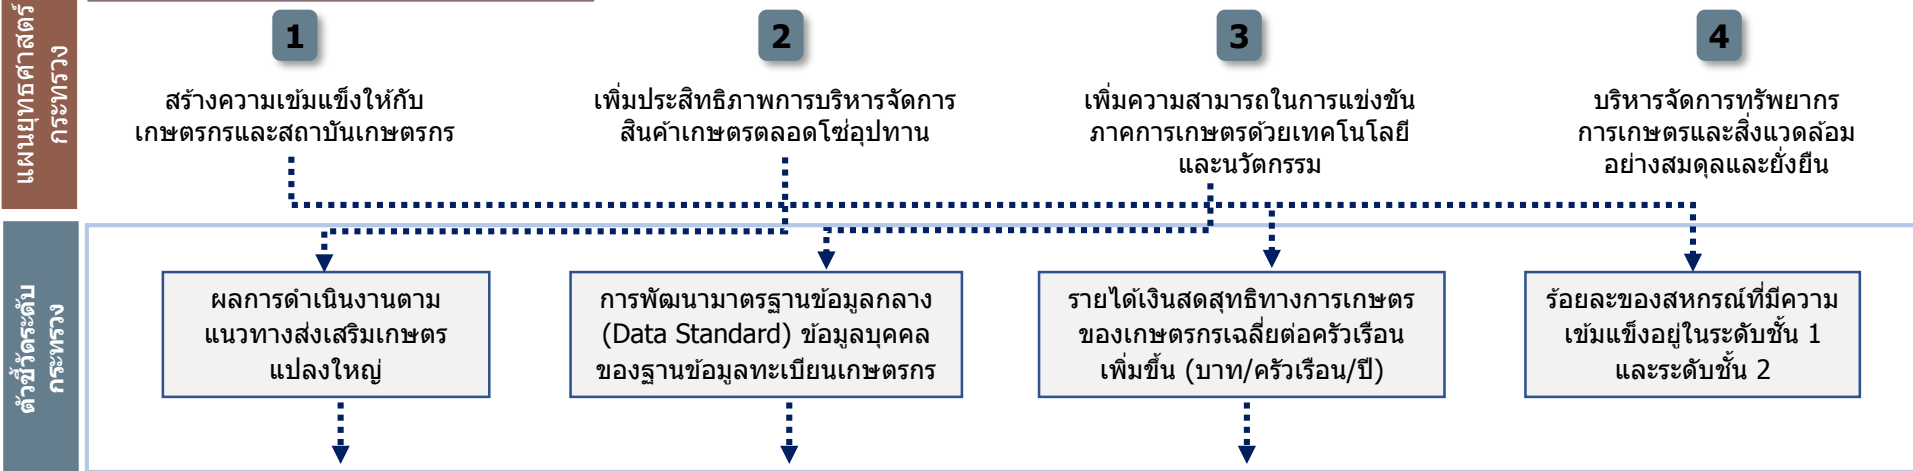 แผนยุทธศาสตร์
กระทรวง
1
สร้างความเข้มแข็งให้กับ
เกษตรกรและสถาบันเกษตรกร
2
เพิ่มประสิทธิภาพการบริหารจัดการ
สินค้าเกษตรตลอดโซ่อุปทาน
3
เพิ่มความสามารถในการแข่งขัน
ภาคการเกษตรด้วยเทคโนโลยี
และนวัตกรรม
4
บริหารจัดการทรัพยากร
การเกษตรและสิ่งแวดล้อม
อย่างสมดุลและยั่งยืน
ตัวชี้วัดระดับ
กระทรวง
ผลการดำเนินงานตาม
แนวทางส่งเสริมเกษตร
แปลงใหญ่
การพัฒนามาตรฐานข้อมูลกลาง
(Data Standard) ข้อมูลบุคคล
ของฐานข้อมูลทะเบียนเกษตรกร
รายได้เงินสดสุทธิทางการเกษตร
ของเกษตรกรเฉลี่ยต่อครัวเรือน
เพิ่มขึ้น (บาท/ครัวเรือน/ปี)
ร้อยละของสหกรณ์ที่มีความ
เข้มแข็งอยู่ในระดับชั้น 1
และระดับชั้น 2